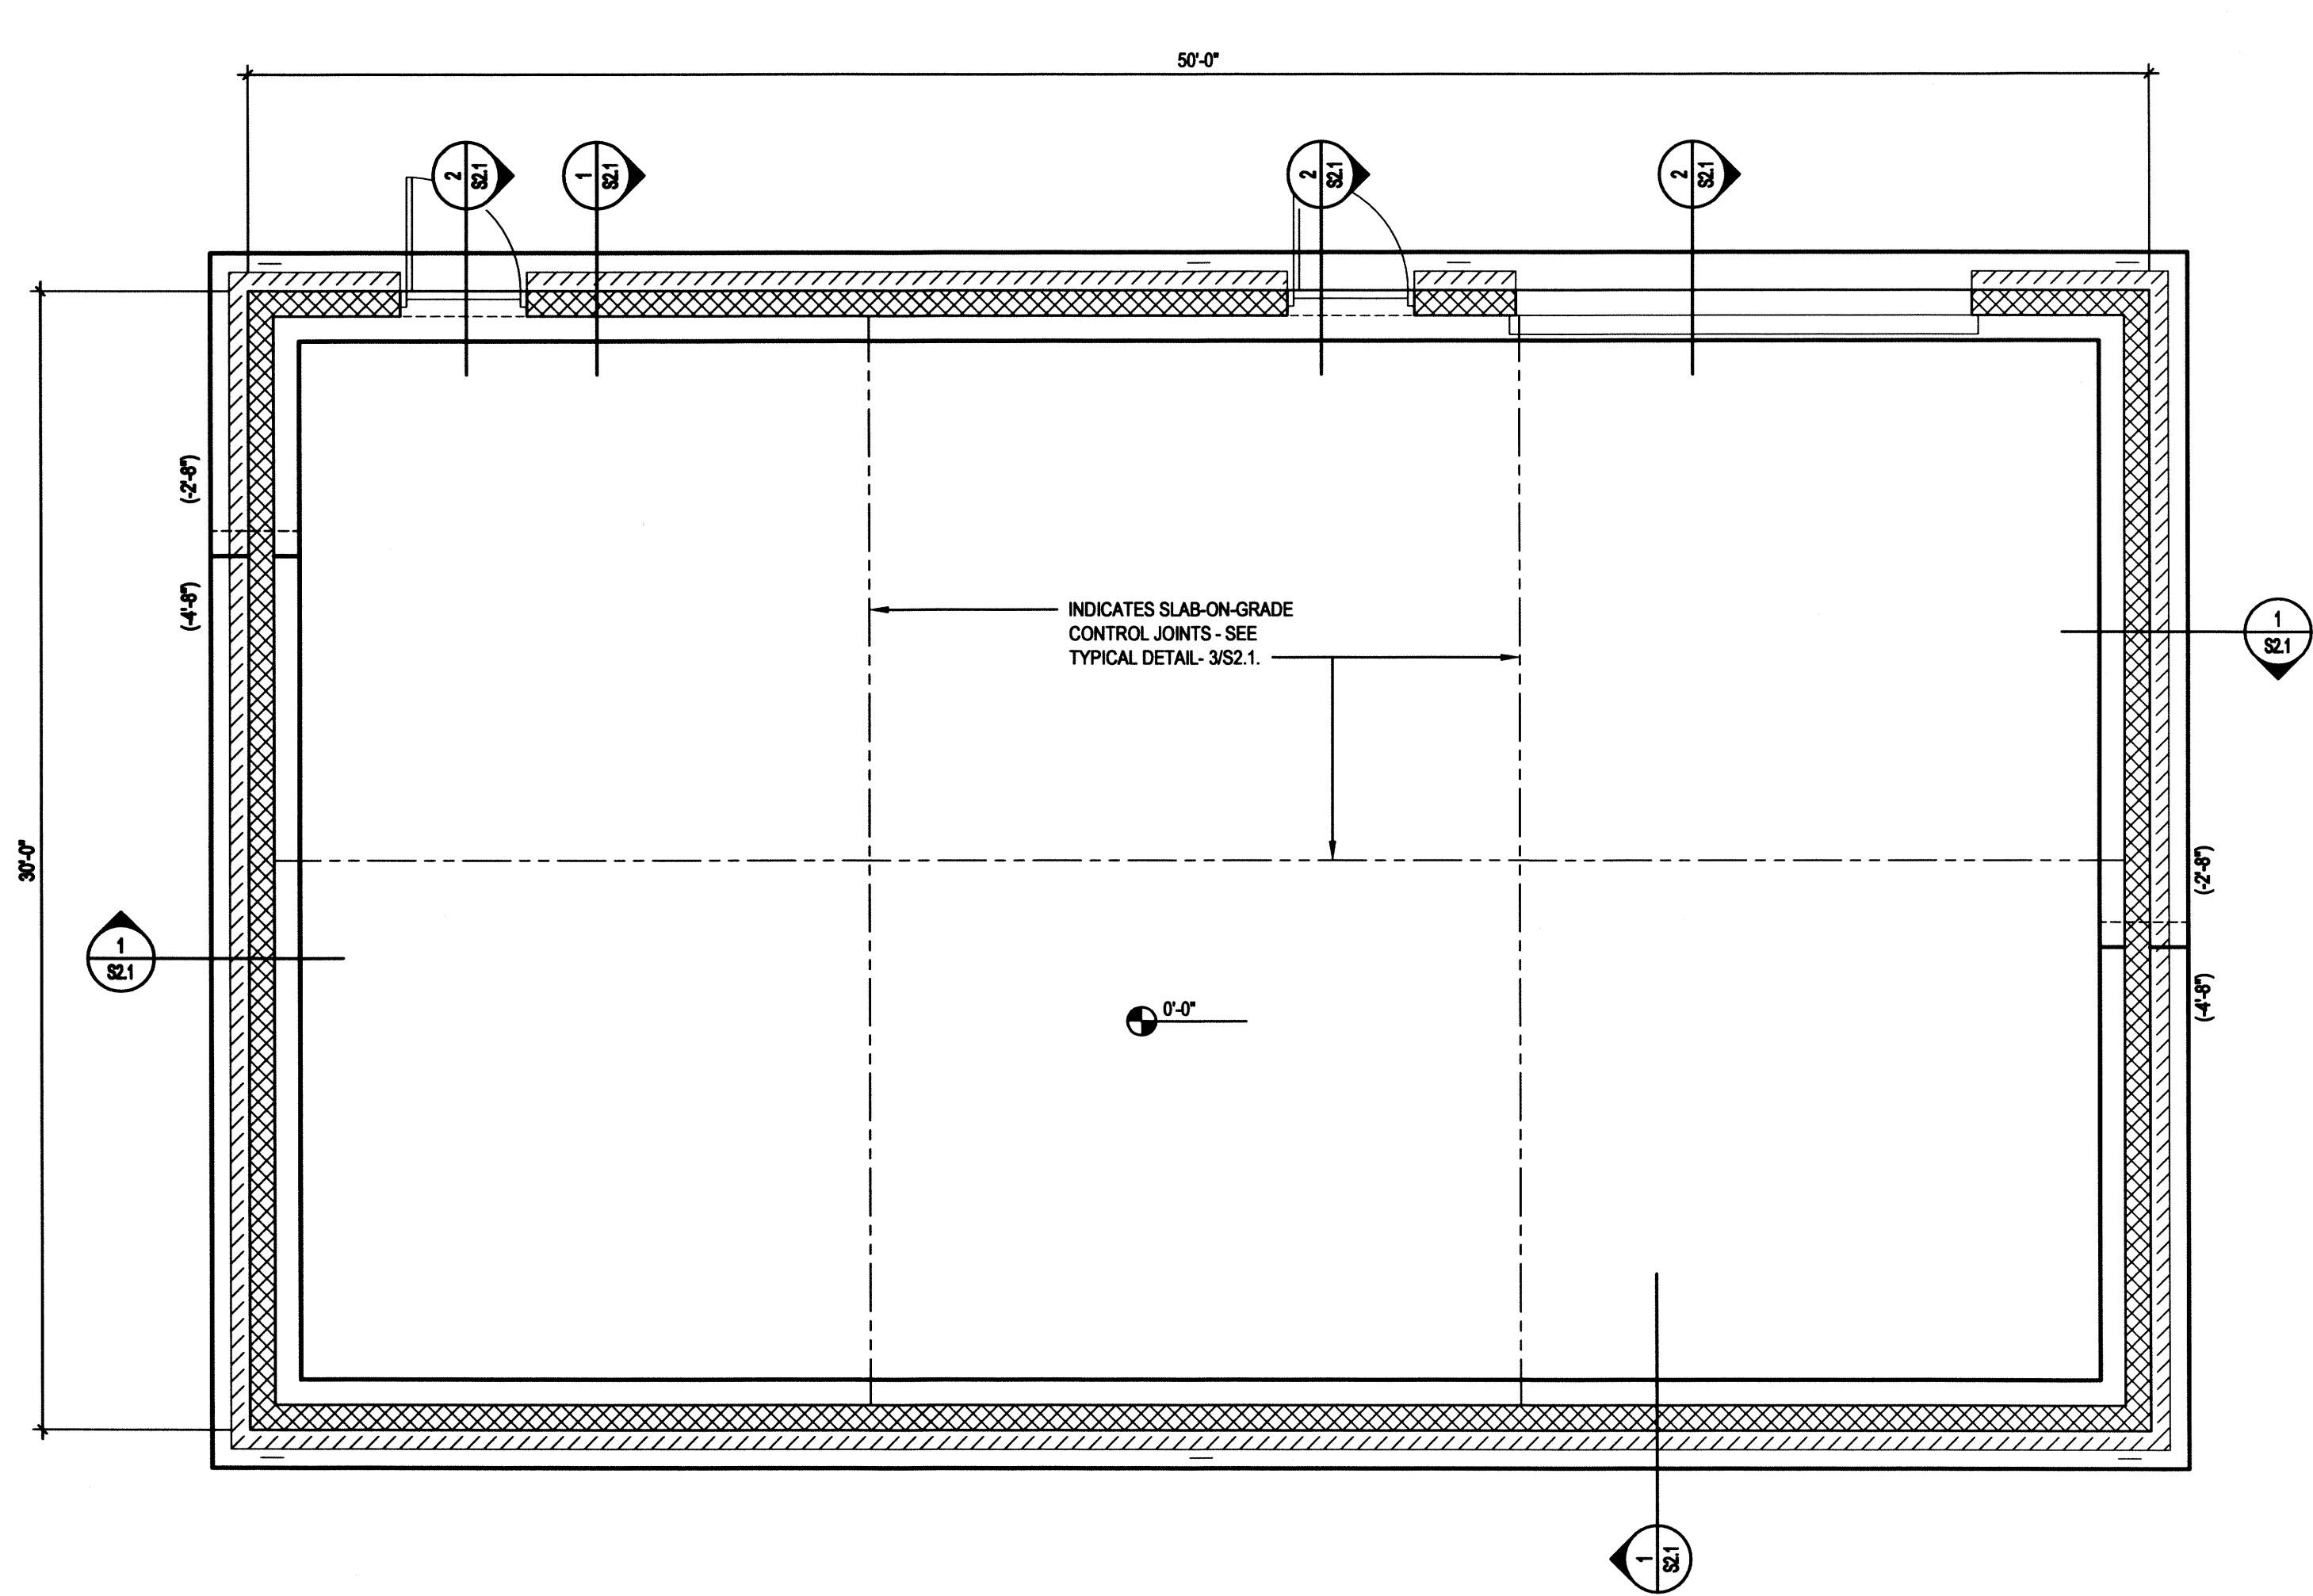 50'-0"
2
S2.1
1
S2.1
2
S2.1
2
S2.1
(-2'-8")
(-4'-8")
INDICATES SLAB-ON-GRADE
CONTROL JOINTS - SEE
TYPICAL DETAIL- 3/S2.1.
1
S2.1
30'-0"
(-2'-8")
1
S2.1
(-4'-8")
0'-0"
1
S2.1